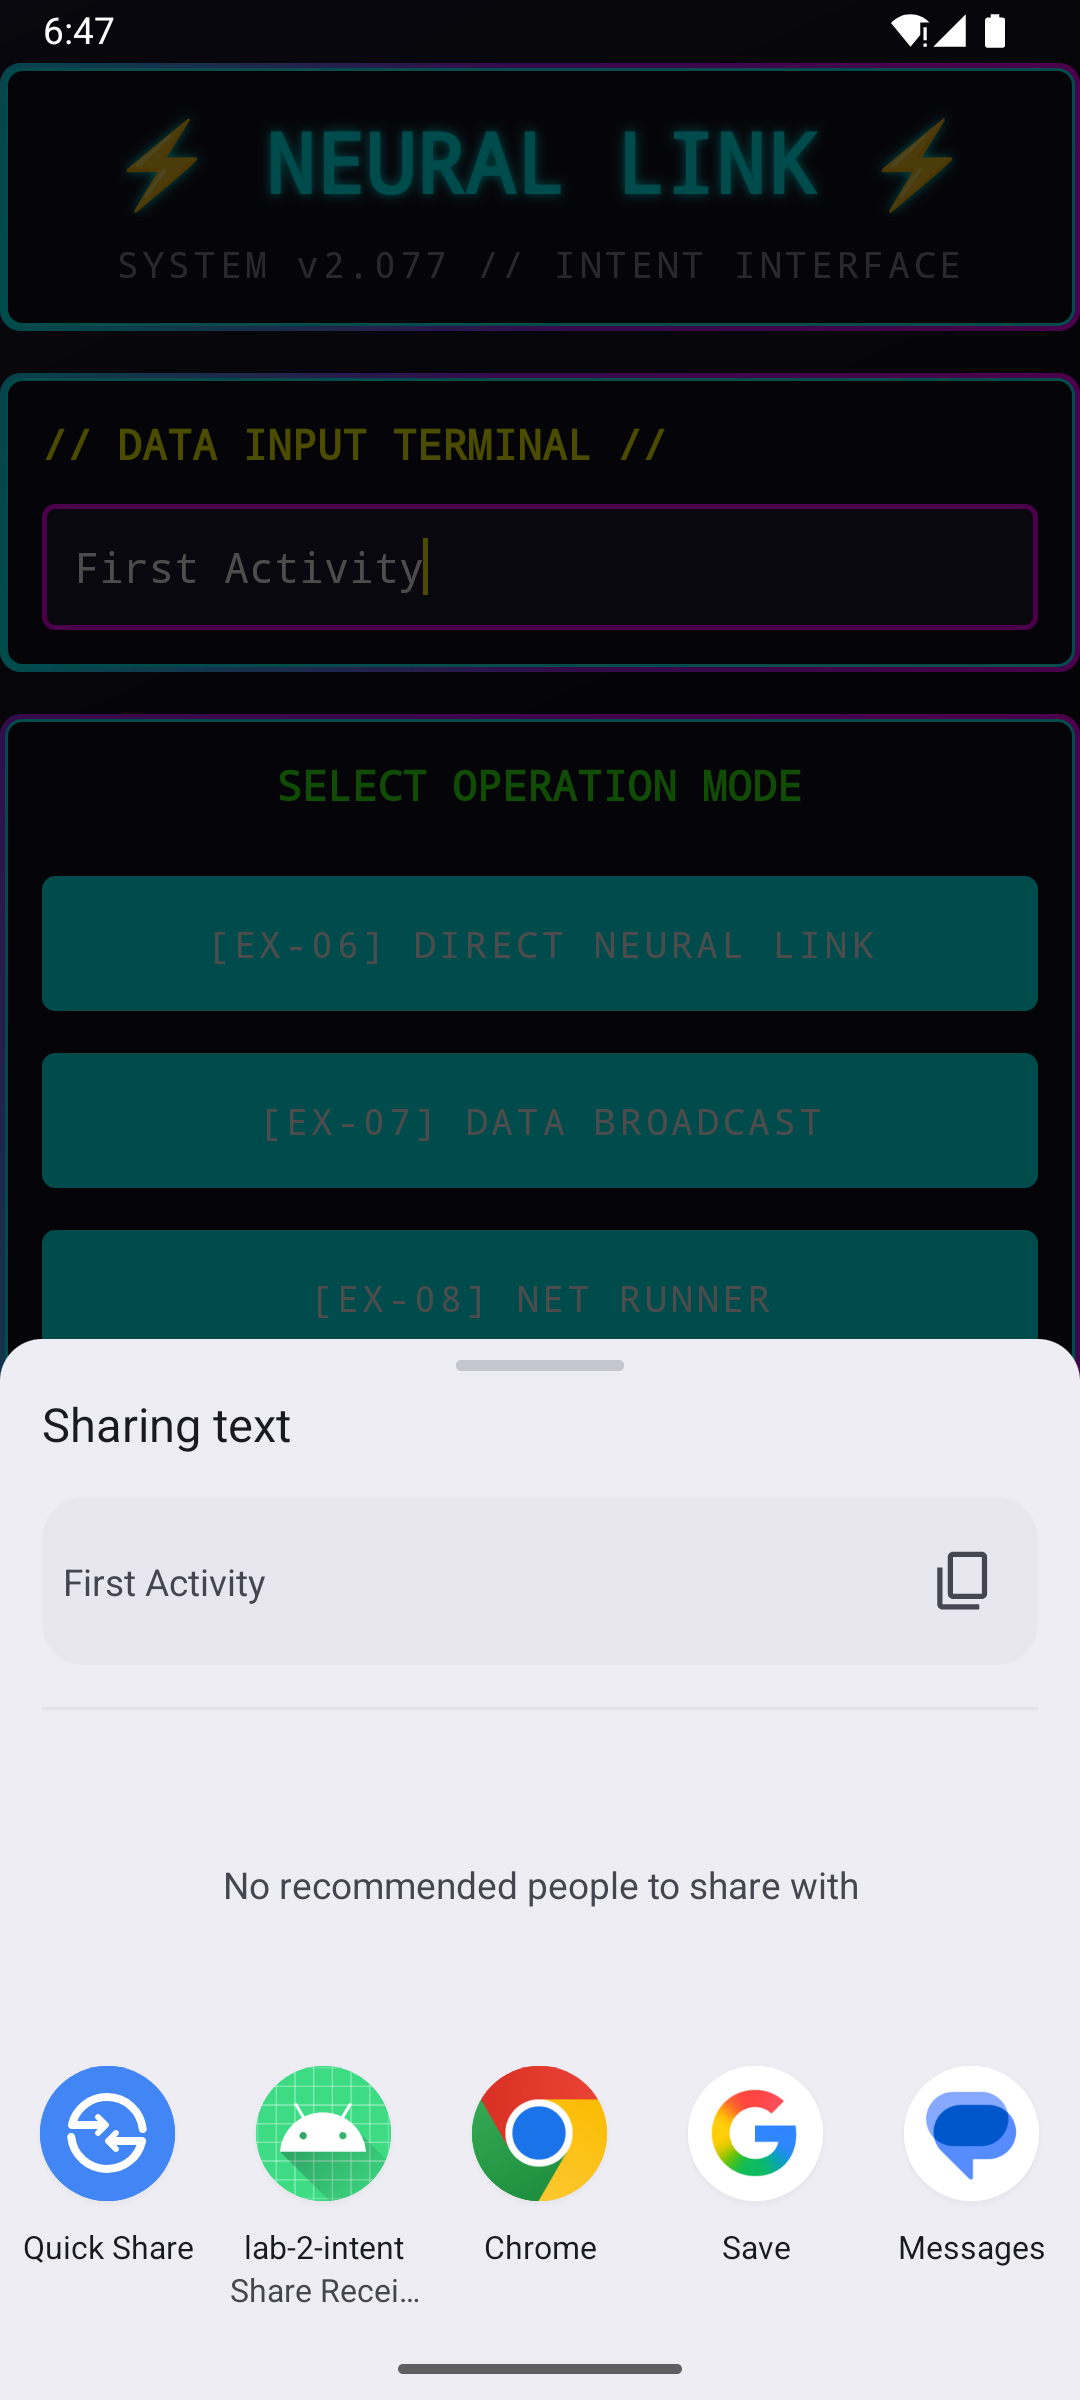 6:47
⚡ NEURAL LINK ⚡
SYSTEM v2.077 // INTENT INTERFACE
// DATA INPUT TERMINAL //
First Activity
SELECT OPERATION MODE
[EX-06] DIRECT NEURAL LINK
[EX-07] DATA BROADCAST
[EX-08] NET RUNNER
Sharing text
First Activity
No recommended people to share with
Quick Share
lab-2-intent
Share Recei…
Chrome
Save
Messages